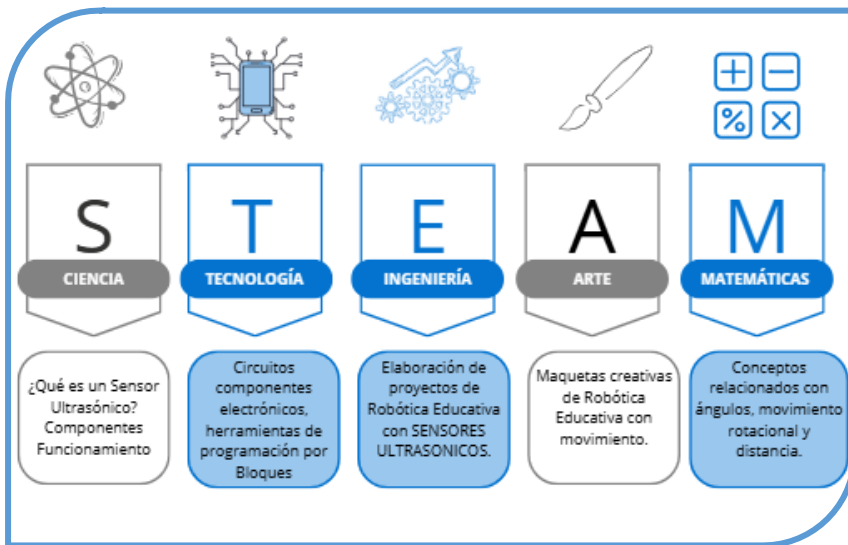 S
CIENCIA
¿Qué es un Sensor
Ultrasónico?
Componentes
Funcionamiento
T
TECNOLOGÍA
Circuitos
componentes
electrónicos,
herramientas de
programación por
Bloques
E
INGENIERÍA
Elaboración de
proyectos de
Robótica Educativa
con SENSORES
ULTRASONICOS.
A
ARTE
Maquetas creativas
de Robótica
Educativa con
movimiento.
M
MATEMÁTICAS
Conceptos
relacionados con
ángulos, movimiento
rotacional y
distancia.